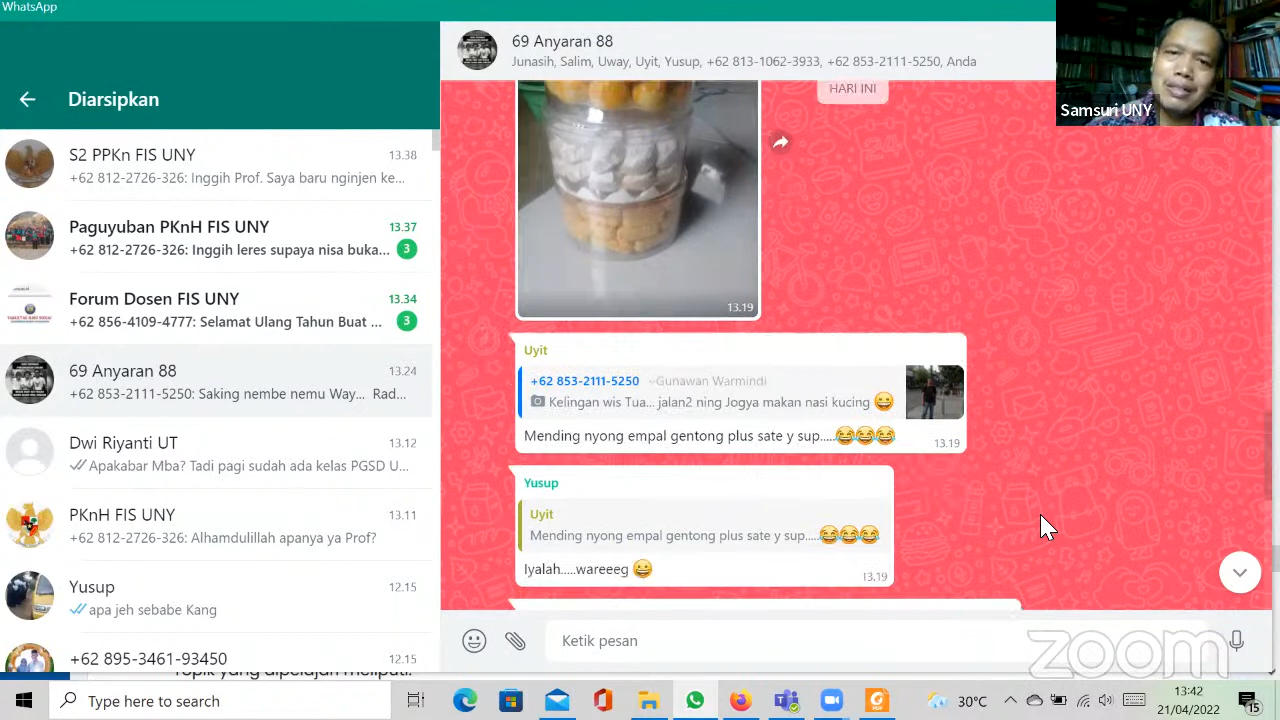 WhatsApp
Diarsipkan
S2 PPKn FIS UNY
13.38
+62 812-2726-326: Inggih Prof. Saya baru nginjen ke...
Paguyuban PKnH FIS UNY
13.37
+62 812-2726-326: Inggih leres supaya nisa buka...
3
Forum Dosen FIS UNY
13.34
+62 856-4109-4777: Selamat Ulang Tahun Buat ...
3
69 Anyaran 88
13.24
+62 853-2111-5250: Saking nembe nemu Way... Rad...
Dwi Riyanti UT
13.12
Apakabar Mba? Tadi pagi sudah ada kelas PGSD U...
PKnH FIS UNY
13.11
+62 812-2726-326: Alhamdulillah apanya ya Prof?
Yusup
12.15
apa jeh sebabe Kang
+62 895-3461-93450
12.15
Topik yang dipelajari meliputi:
69 Anyaran 88
Junasih, Salim, Uway, Uyit, Yusup, +62 813-1062-3933, +62 853-2111-5250, Anda
HARI INI
13.19
Uyit
+62 853-2111-5250 ~Gunawan Warmindi
Kelingan wis Tua... jalan2 ning Jogya makan nasi kucing 😄
Mending nyong empal gentong plus sate y sup.....😂😂😂
13.19
Yusup
Uyit
Mending nyong empal gentong plus sate y sup.....😂😂😂
Iyalah.....wareeeg 😀
13.19
Ketik pesan
Samsuri UNY
zoom
Type here to search
30°C
13:42
21/04/2022
15